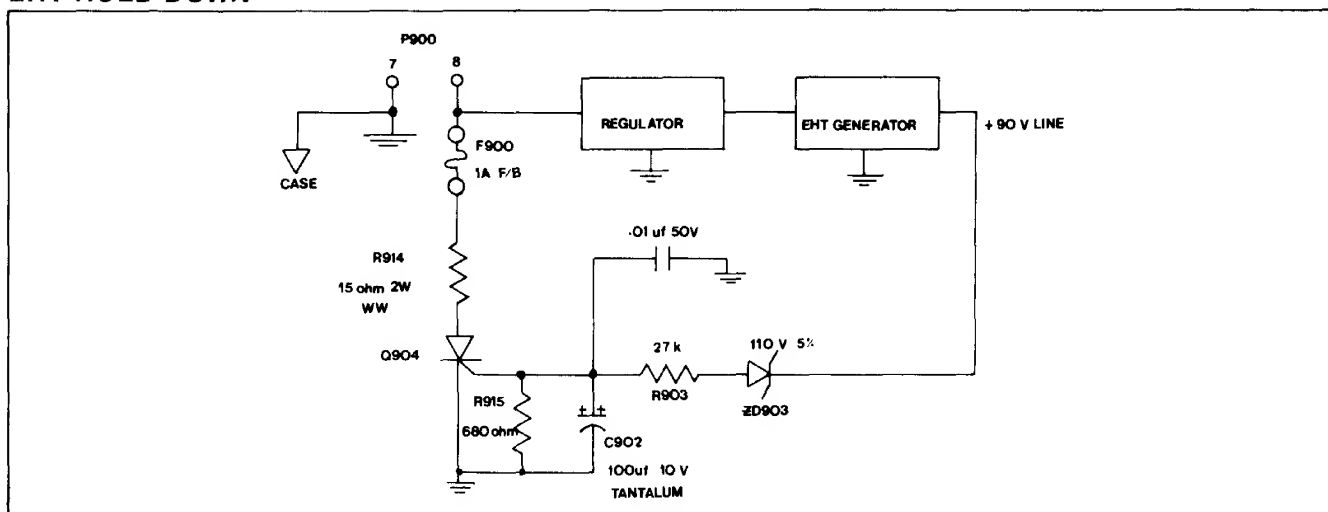 EHT HOLD DOWN
P900
7
8
REGULATOR
EHT GENERATOR
+90 V LINE
F900
1A F/B
CASE
.01 uf 50V
R914
15 ohm 2W
WW
Q904
27 k
110 V 5%
R903
ZD903
R915
680 ohm
C902
100uf 10 V
TANTALUM